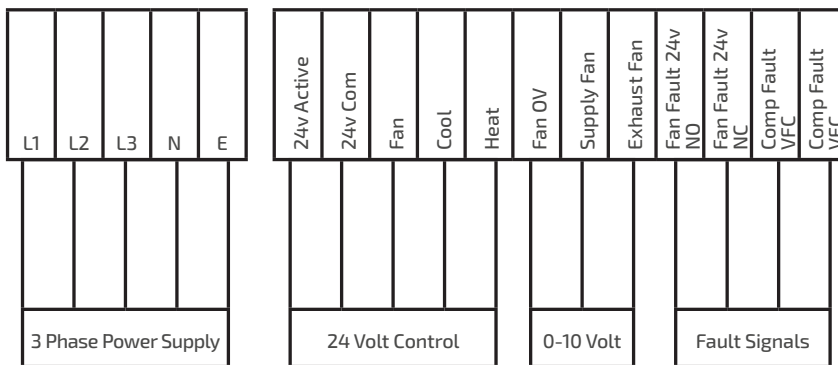 L1
L2
L3
N
E
24v Active
24v Com
Fan
Cool
Heat
Fan 0V
Supply Fan
Exhaust Fan
Fan Fault 24v
NO
Fan Fault 24v
NC
Comp Fault
VFC
Comp Fault
VFC
3 Phase Power Supply
24 Volt Control
0-10 Volt
Fault Signals